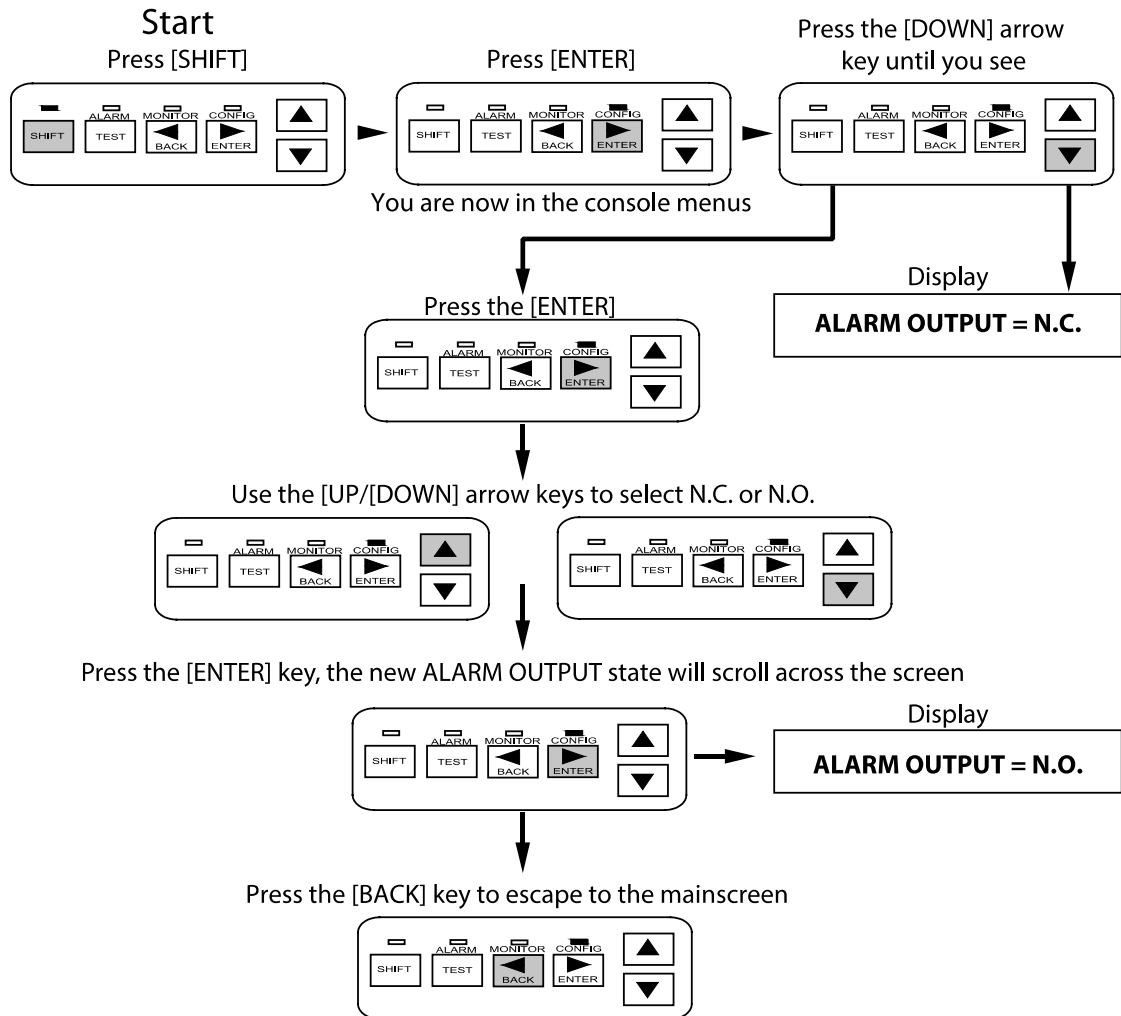 Start
Press [SHIFT]
SHIFT ALARM TEST MONITOR BACK CONFIG ENTER
Press [ENTER]
SHIFT ALARM TEST MONITOR BACK CONFIG ENTER
You are now in the console menus
Press the [DOWN] arrow
key until you see
SHIFT ALARM TEST MONITOR BACK CONFIG ENTER
Display
ALARM OUTPUT = N.C.
Press the [ENTER]
SHIFT ALARM TEST MONITOR BACK CONFIG ENTER
Use the [UP/[DOWN] arrow keys to select N.C. or N.O.
SHIFT ALARM TEST MONITOR BACK CONFIG ENTER
SHIFT ALARM TEST MONITOR BACK CONFIG ENTER
Press the [ENTER] key, the new ALARM OUTPUT state will scroll across the screen
SHIFT ALARM TEST MONITOR BACK CONFIG ENTER
Display
ALARM OUTPUT = N.O.
Press the [BACK] key to escape to the mainscreen
SHIFT ALARM TEST MONITOR BACK CONFIG ENTER